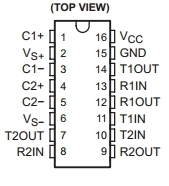 (TOP VIEW)
C1+ 1 16 VCC
VS+ 2 15 GND
C1− 3 14 T1OUT
C2+ 4 13 R1IN
C2− 5 12 R1OUT
VS− 6 11 T1IN
T2OUT 7 10 T2IN
R2IN 8 9 R2OUT